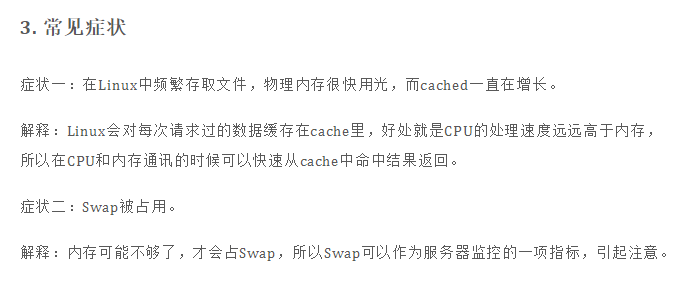 3. 常见症状
症状一：在Linux中频繁存取文件，物理内存很快用光，而cached一直在增长。
解释：Linux会对每次请求过的数据缓存在cache里，好处就是CPU的处理速度远远高于内存，
所以在CPU和内存通讯的时候可以快速从cache中命中结果返回。
症状二：Swap被占用。
解释：内存可能不够了，才会占Swap，所以Swap可以作为服务器监控的一项指标，引起注意。